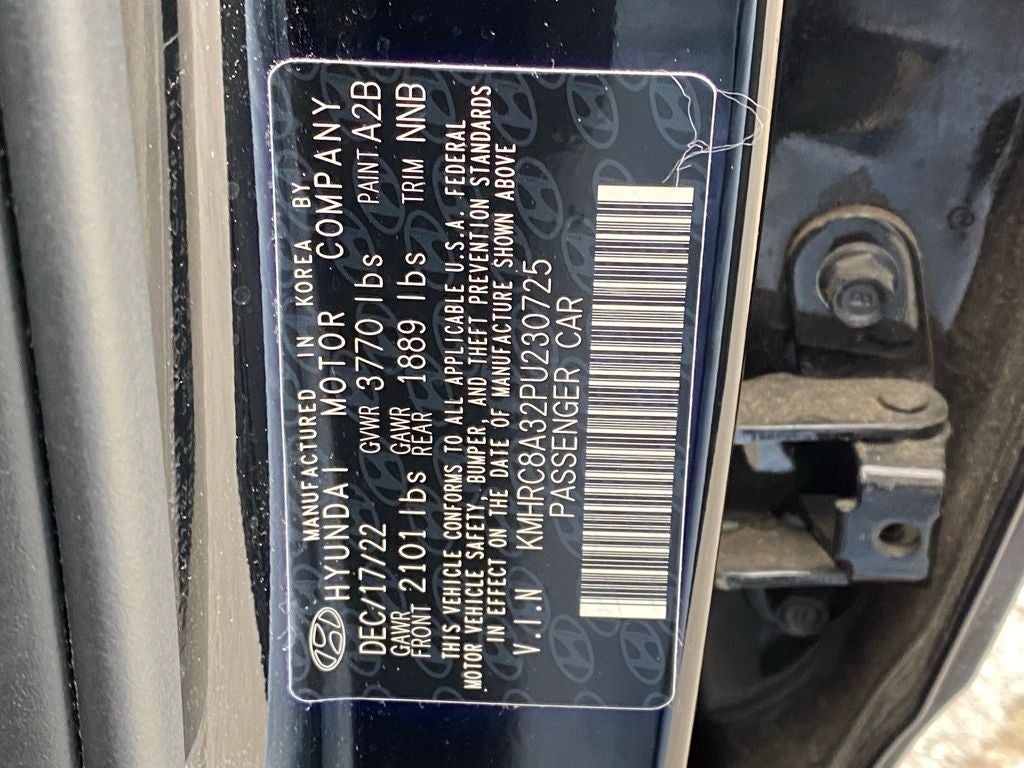 MANUFACTURED IN KOREA BY
HYUNDAI MOTOR COMPANY
DEC/17/22 GVWR 3770 lbs PAINT A2B
GAWR FRONT 2101 lbs GAWR REAR 1889 lbs TRIM NNB
THIS VEHICLE CONFORMS TO ALL APPLICABLE U.S.A. FEDERAL
MOTOR VEHICLE SAFETY, BUMPER, AND THEFT PREVENTION STANDARDS
IN EFFECT ON THE DATE OF MANUFACTURE SHOWN ABOVE
V.I.N KMHRC8A32PU230725
PASSENGER CAR